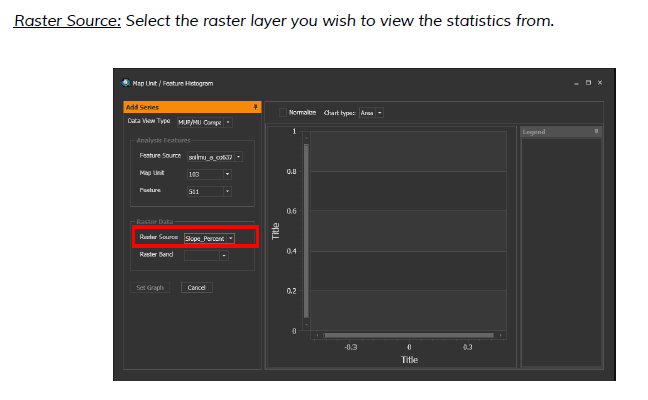 Raster Source: Select the raster layer you wish to view the statistics from.
Map Unit / Feature Histogram
Add Series
Data View Type MUP/MU Compa
Normalize Chart type: Area
Legend
Analysis Features
Feature Source soilmu_a_co637
Map Unit 103
Feature 511
Raster Data
Raster Source Slope_Percent
Raster Band
Set Graph Cancel
1
0.8
0.6
0.4
0.2
0
Title
-0.3 0 0.3
Title